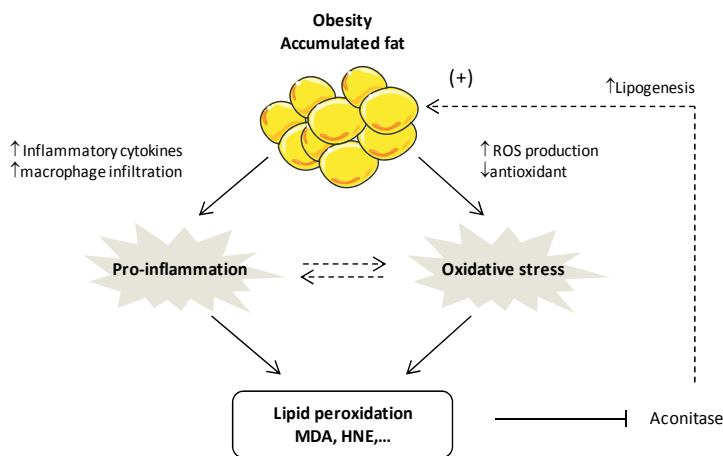 Obesity
Accumulated fat
(+)
↑Lipogenesis
↑Inflammatory cytokines
↑macrophage infiltration
↑ROS production
↓antioxidant
Pro-inflammation
Oxidative stress
Lipid peroxidation
MDA, HNE,...
Aconitase